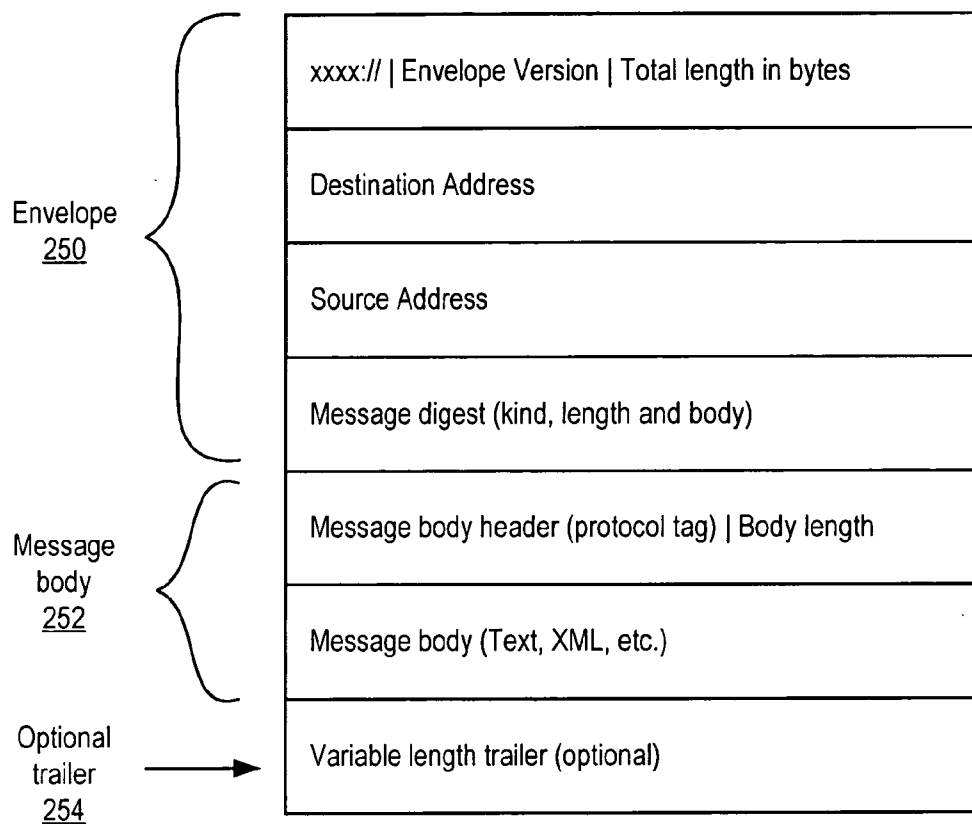 xxxx:// | Envelope Version | Total length in bytes
Destination Address
Envelope
250
Source Address
Message digest (kind, length and body)
Message body header (protocol tag) | Body length
Message
body
252
Message body (Text, XML, etc.)
Optional
trailer
254
Variable length trailer (optional)